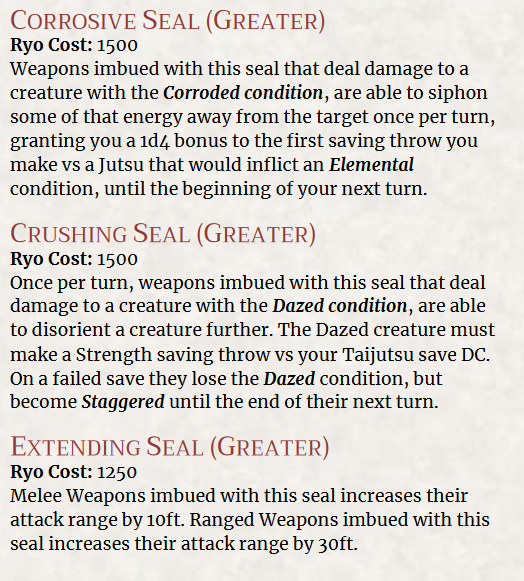 Corrosive Seal (Greater)
Ryo Cost: 1500
Weapons imbued with this seal that deal damage to a
creature with the Corroded condition, are able to siphon
some of that energy away from the target once per turn,
granting you a 1d4 bonus to the first saving throw you
make vs a Jutsu that would inflict an Elemental
condition, until the beginning of your next turn.
Crushing Seal (Greater)
Ryo Cost: 1500
Once per turn, weapons imbued with this seal that deal
damage to a creature with the Dazed condition, are able
to disorient a creature further. The Dazed creature must
make a Strength saving throw vs your Taijutsu save DC.
On a failed save they lose the Dazed condition, but
become Staggered until the end of their next turn.
Extending Seal (Greater)
Ryo Cost: 1250
Melee Weapons imbued with this seal increases their
attack range by 10ft. Ranged Weapons imbued with this
seal increases their attack range by 30ft.